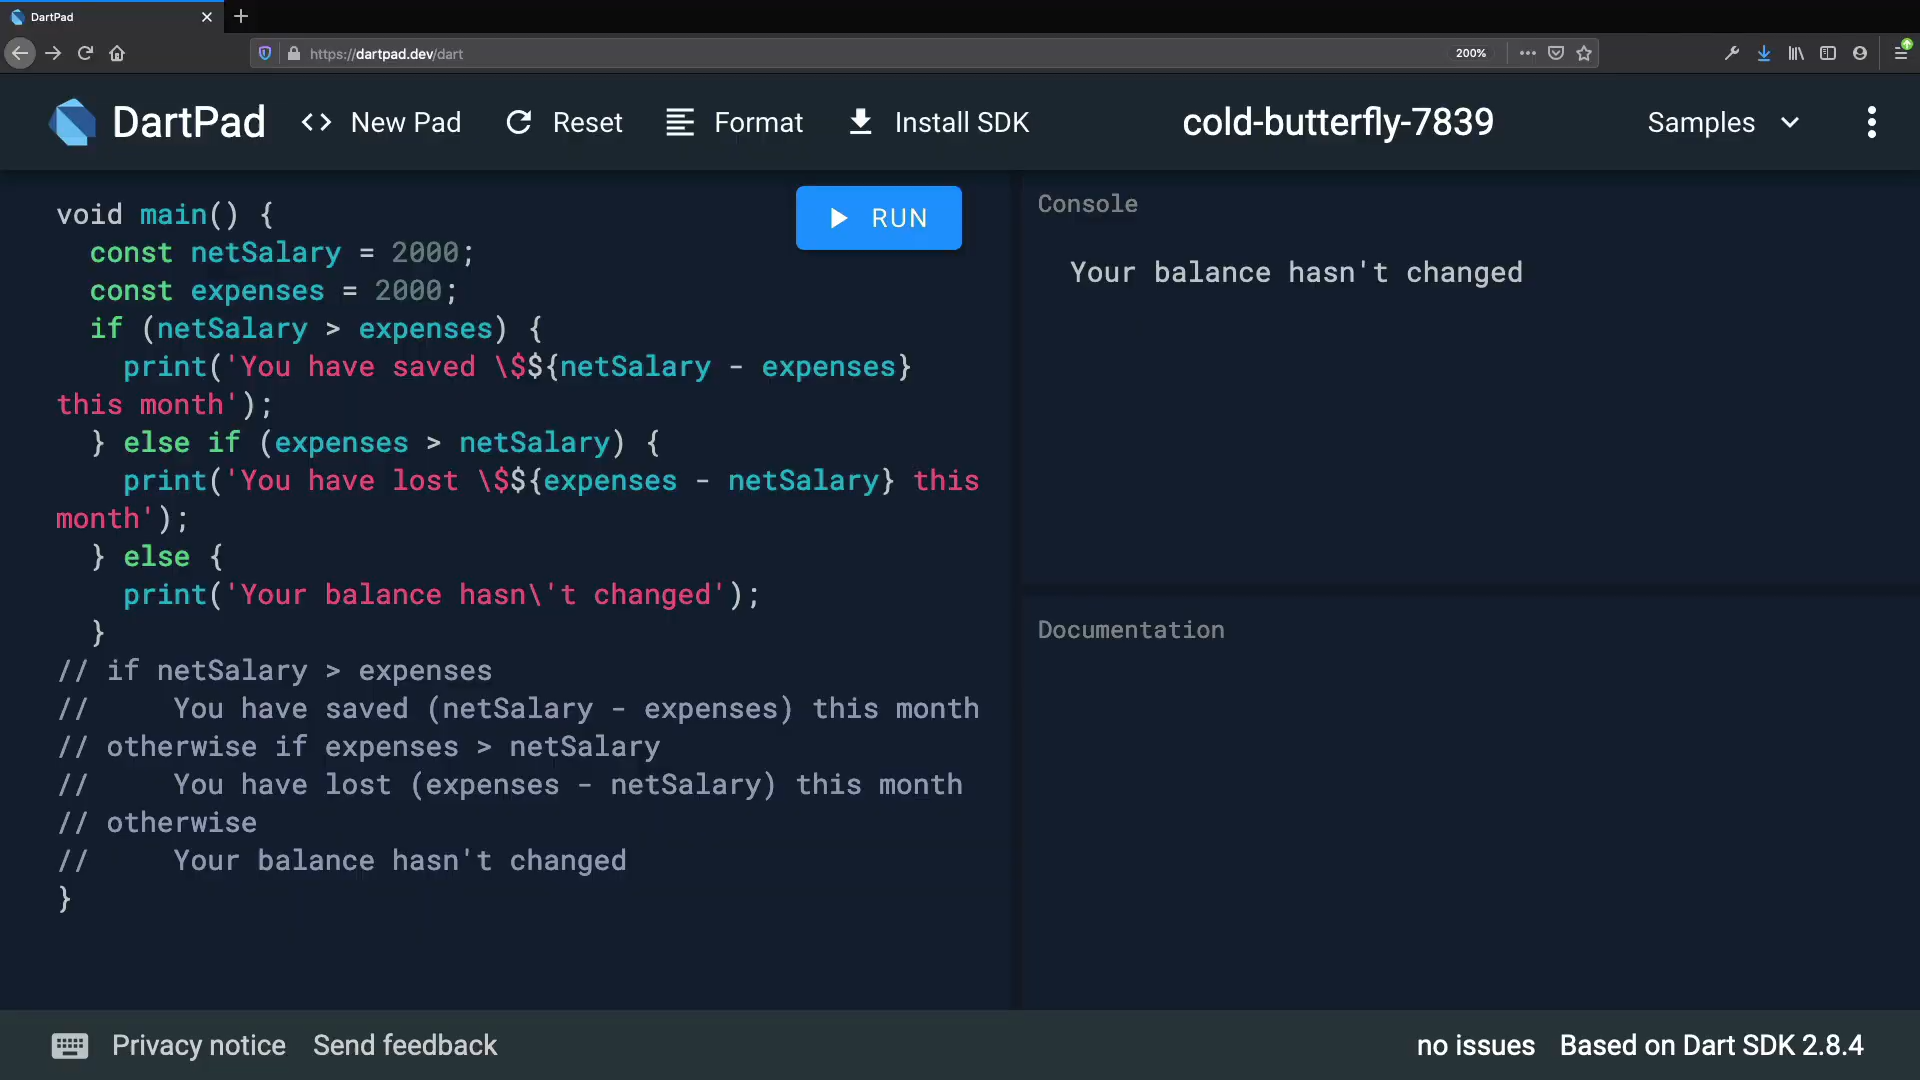 DartPad
https://dartpad.dev/dart
200%
DartPad
<> New Pad
Reset
Format
Install SDK
cold-butterfly-7839
Samples
void main() {
  const netSalary = 2000;
  const expenses = 2000;
  if (netSalary > expenses) {
    print('You have saved \$${netSalary - expenses}
this month');
  } else if (expenses > netSalary) {
    print('You have lost \$${expenses - netSalary} this
month');
  } else {
    print('Your balance hasn\'t changed');
  }
// if netSalary > expenses
//     You have saved (netSalary - expenses) this month
// otherwise if expenses > netSalary
//     You have lost (expenses - netSalary) this month
// otherwise
//     Your balance hasn't changed
}
RUN
Console
Your balance hasn't changed
Documentation
Privacy notice
Send feedback
no issues
Based on Dart SDK 2.8.4